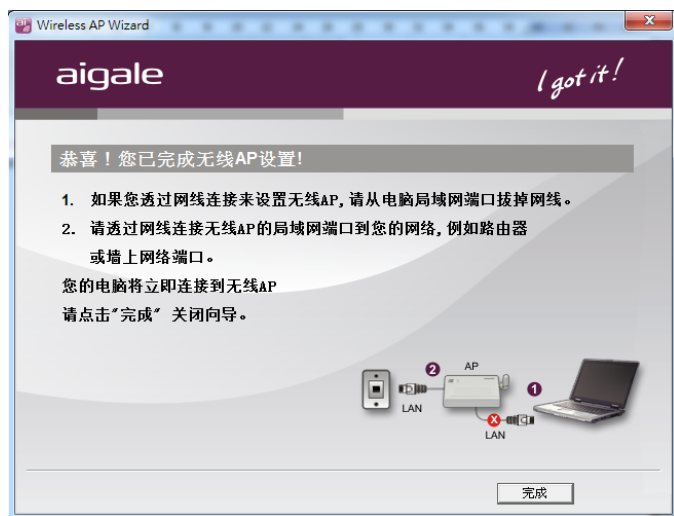 Wireless AP Wizard
aigale
I got it!
恭喜！您已完成无线AP设置!
1. 如果您透过网线连接来设置无线AP,请从电脑局域网端口拔掉网线。
2. 请透过网线连接无线AP的局域网端口到您的网络,例如路由器
或墙上网络端口。
您的电脑将立即连接到无线AP
请点击"完成" 关闭向导。
2
AP
1
LAN
LAN
完成